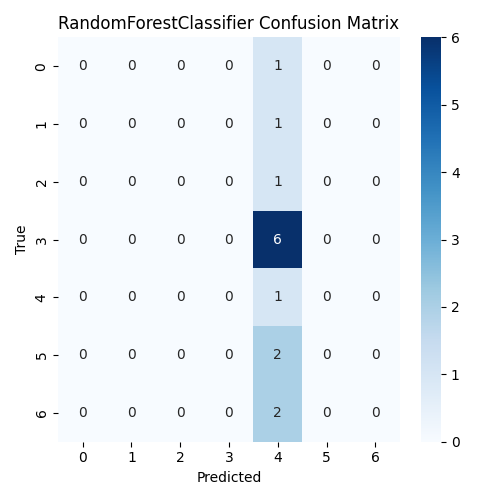 RandomForestClassifier Confusion Matrix
0 0 0 0 0 1 0 0
1 0 0 0 0 1 0 0
2 0 0 0 0 1 0 0
3 0 0 0 0 6 0 0
4 0 0 0 0 1 0 0
5 0 0 0 0 2 0 0
6 0 0 0 0 2 0 0
0 1 2 3 4 5 6
True
Predicted
6
5
4
3
2
1
0